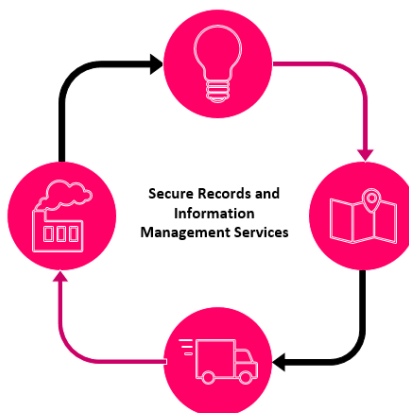 Secure Records and
Information
Management Services